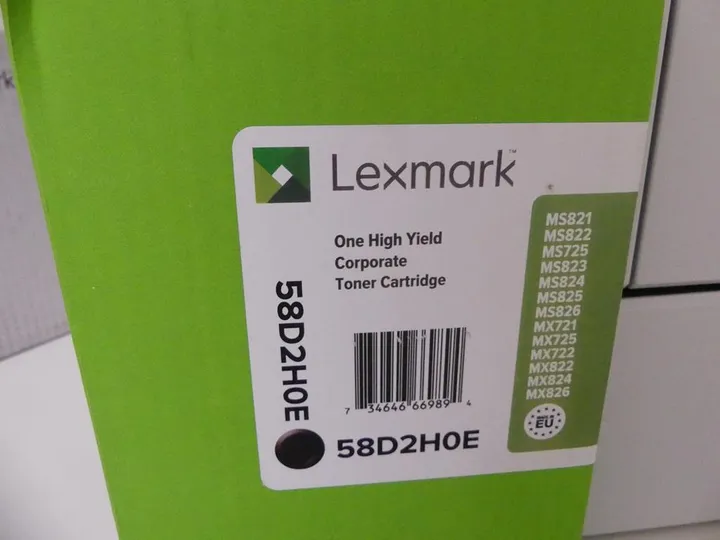 Lexmark™
One High Yield
Corporate
Toner Cartridge
58D2H0E
7 34646 66989 4
58D2H0E
MS821
MS822
MS725
MS823
MS824
MS825
MS826
MX721
MX725
MX722
MX822
MX824
MX826
EU